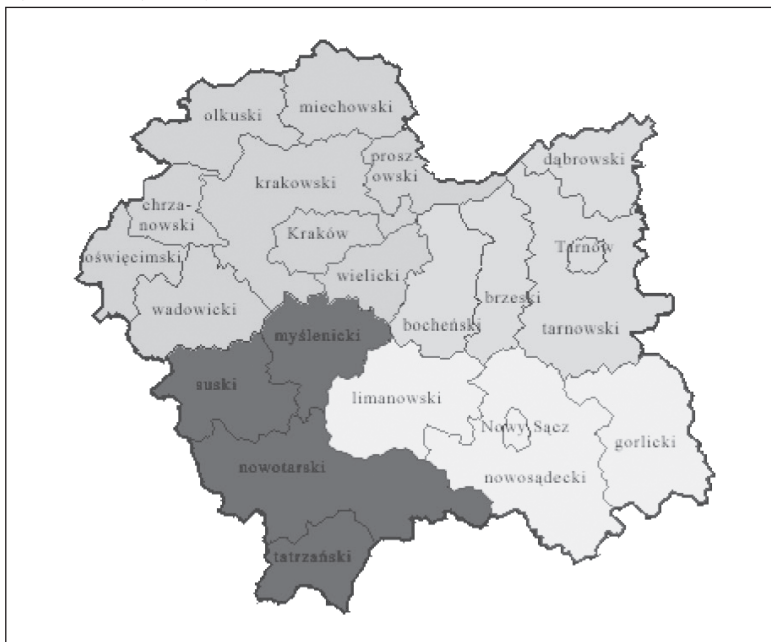 olkuski
miechowski
prosz-
owski
dąbrowski
krakowski
chrza-
nowski
Kraków
Tarnów
oświęcimski
wielicki
wadowicki
bocheński
brzeski
tarnowski
myślenicki
suski
limanowski
Nowy Sącz
gorlicki
nowotarski
nowosądecki
tatrzański